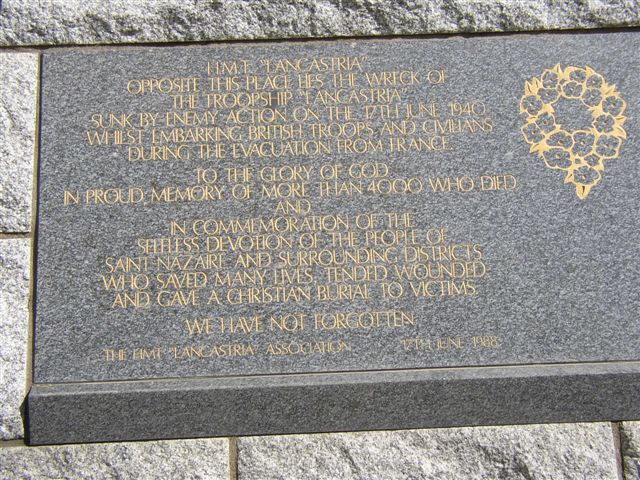 H.M.T. "LANCASTRIA"
OPPOSITE THIS PLACE LIES THE WRECK OF
THE TROOPSHIP "LANCASTRIA"
SUNK BY ENEMY ACTION ON THE 17TH JUNE 1940
WHILST EMBARKING BRITISH TROOPS AND CIVILIANS
DURING THE EVACUATION FROM FRANCE.
TO THE GLORY OF GOD
IN PROUD MEMORY OF MORE THAN 4000 WHO DIED
AND
IN COMMEMORATION OF THE
SELFLESS DEVOTION OF THE PEOPLE OF
SAINT NAZAIRE AND SURROUNDING DISTRICTS
WHO SAVED MANY LIVES, TENDED WOUNDED
AND GAVE A CHRISTIAN BURIAL TO VICTIMS
WE HAVE NOT FORGOTTEN
THE HMT "LANCASTRIA" ASSOCIATION 17TH JUNE 1988